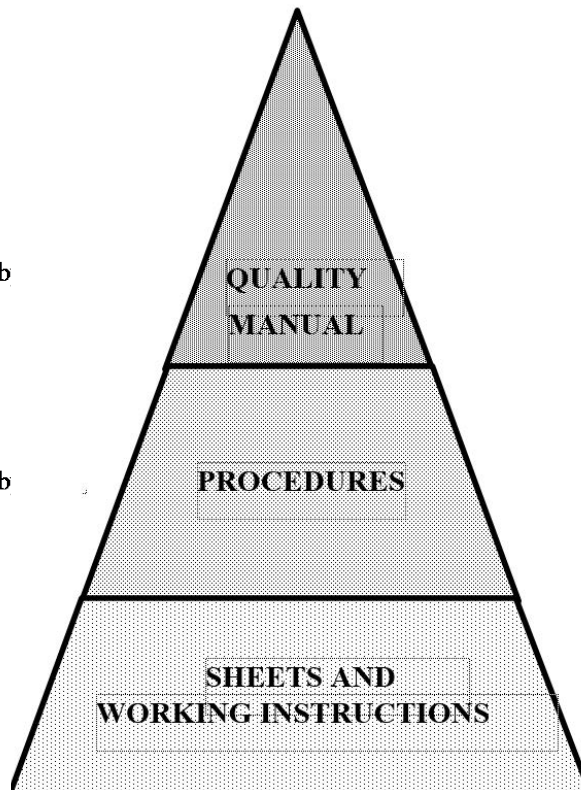 b
QUALITY
MANUAL
b
PROCEDURES
SHEETS AND
WORKING INSTRUCTIONS